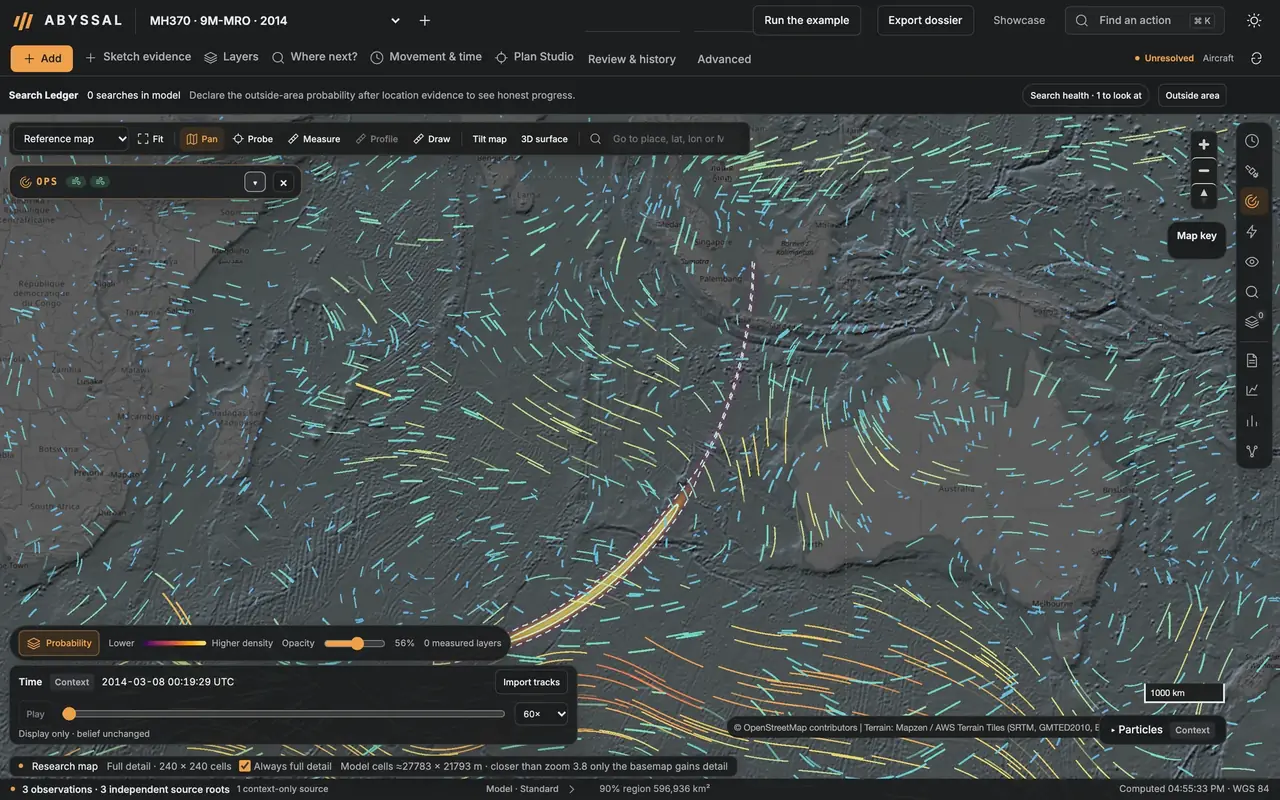 ABYSSAL
MH370 · 9M-MRO · 2014
Run the example
Export dossier
Showcase
Find an action
⌘ K
+ Add
+ Sketch evidence
Layers
Where next?
Movement & time
Plan Studio
Review & history
Advanced
Unresolved
Aircraft
Search Ledger
0 searches in model
Declare the outside-area probability after location evidence to see honest progress.
Search health · 1 to look at
Outside area
Reference map
Fit
Pan
Probe
Measure
Profile
Draw
Tilt map
3D surface
Go to place, lat, lon or M
OPS
Map key
0
Singapore
Palembang
Lusaka
Botswana
South Africa
Australia
Melbourne
Probability
Lower
Higher density
Opacity
56%
0 measured layers
Time
Context
2014-03-08 00:19:29 UTC
Import tracks
Play
60×
Display only · belief unchanged
1000 km
© OpenStreetMap contributors | Terrain: Mapzen / AWS Terrain Tiles (SRTM, GMTED2010, E
Particles
Context
Research map
Full detail · 240 × 240 cells
Always full detail
Model cells ≈27783 × 21793 m · closer than zoom 3.8 only the basemap gains detail
3 observations · 3 independent source roots
1 context-only source
Model · Standard
90% region 596,936 km²
Computed 04:55:33 PM · WGS 84